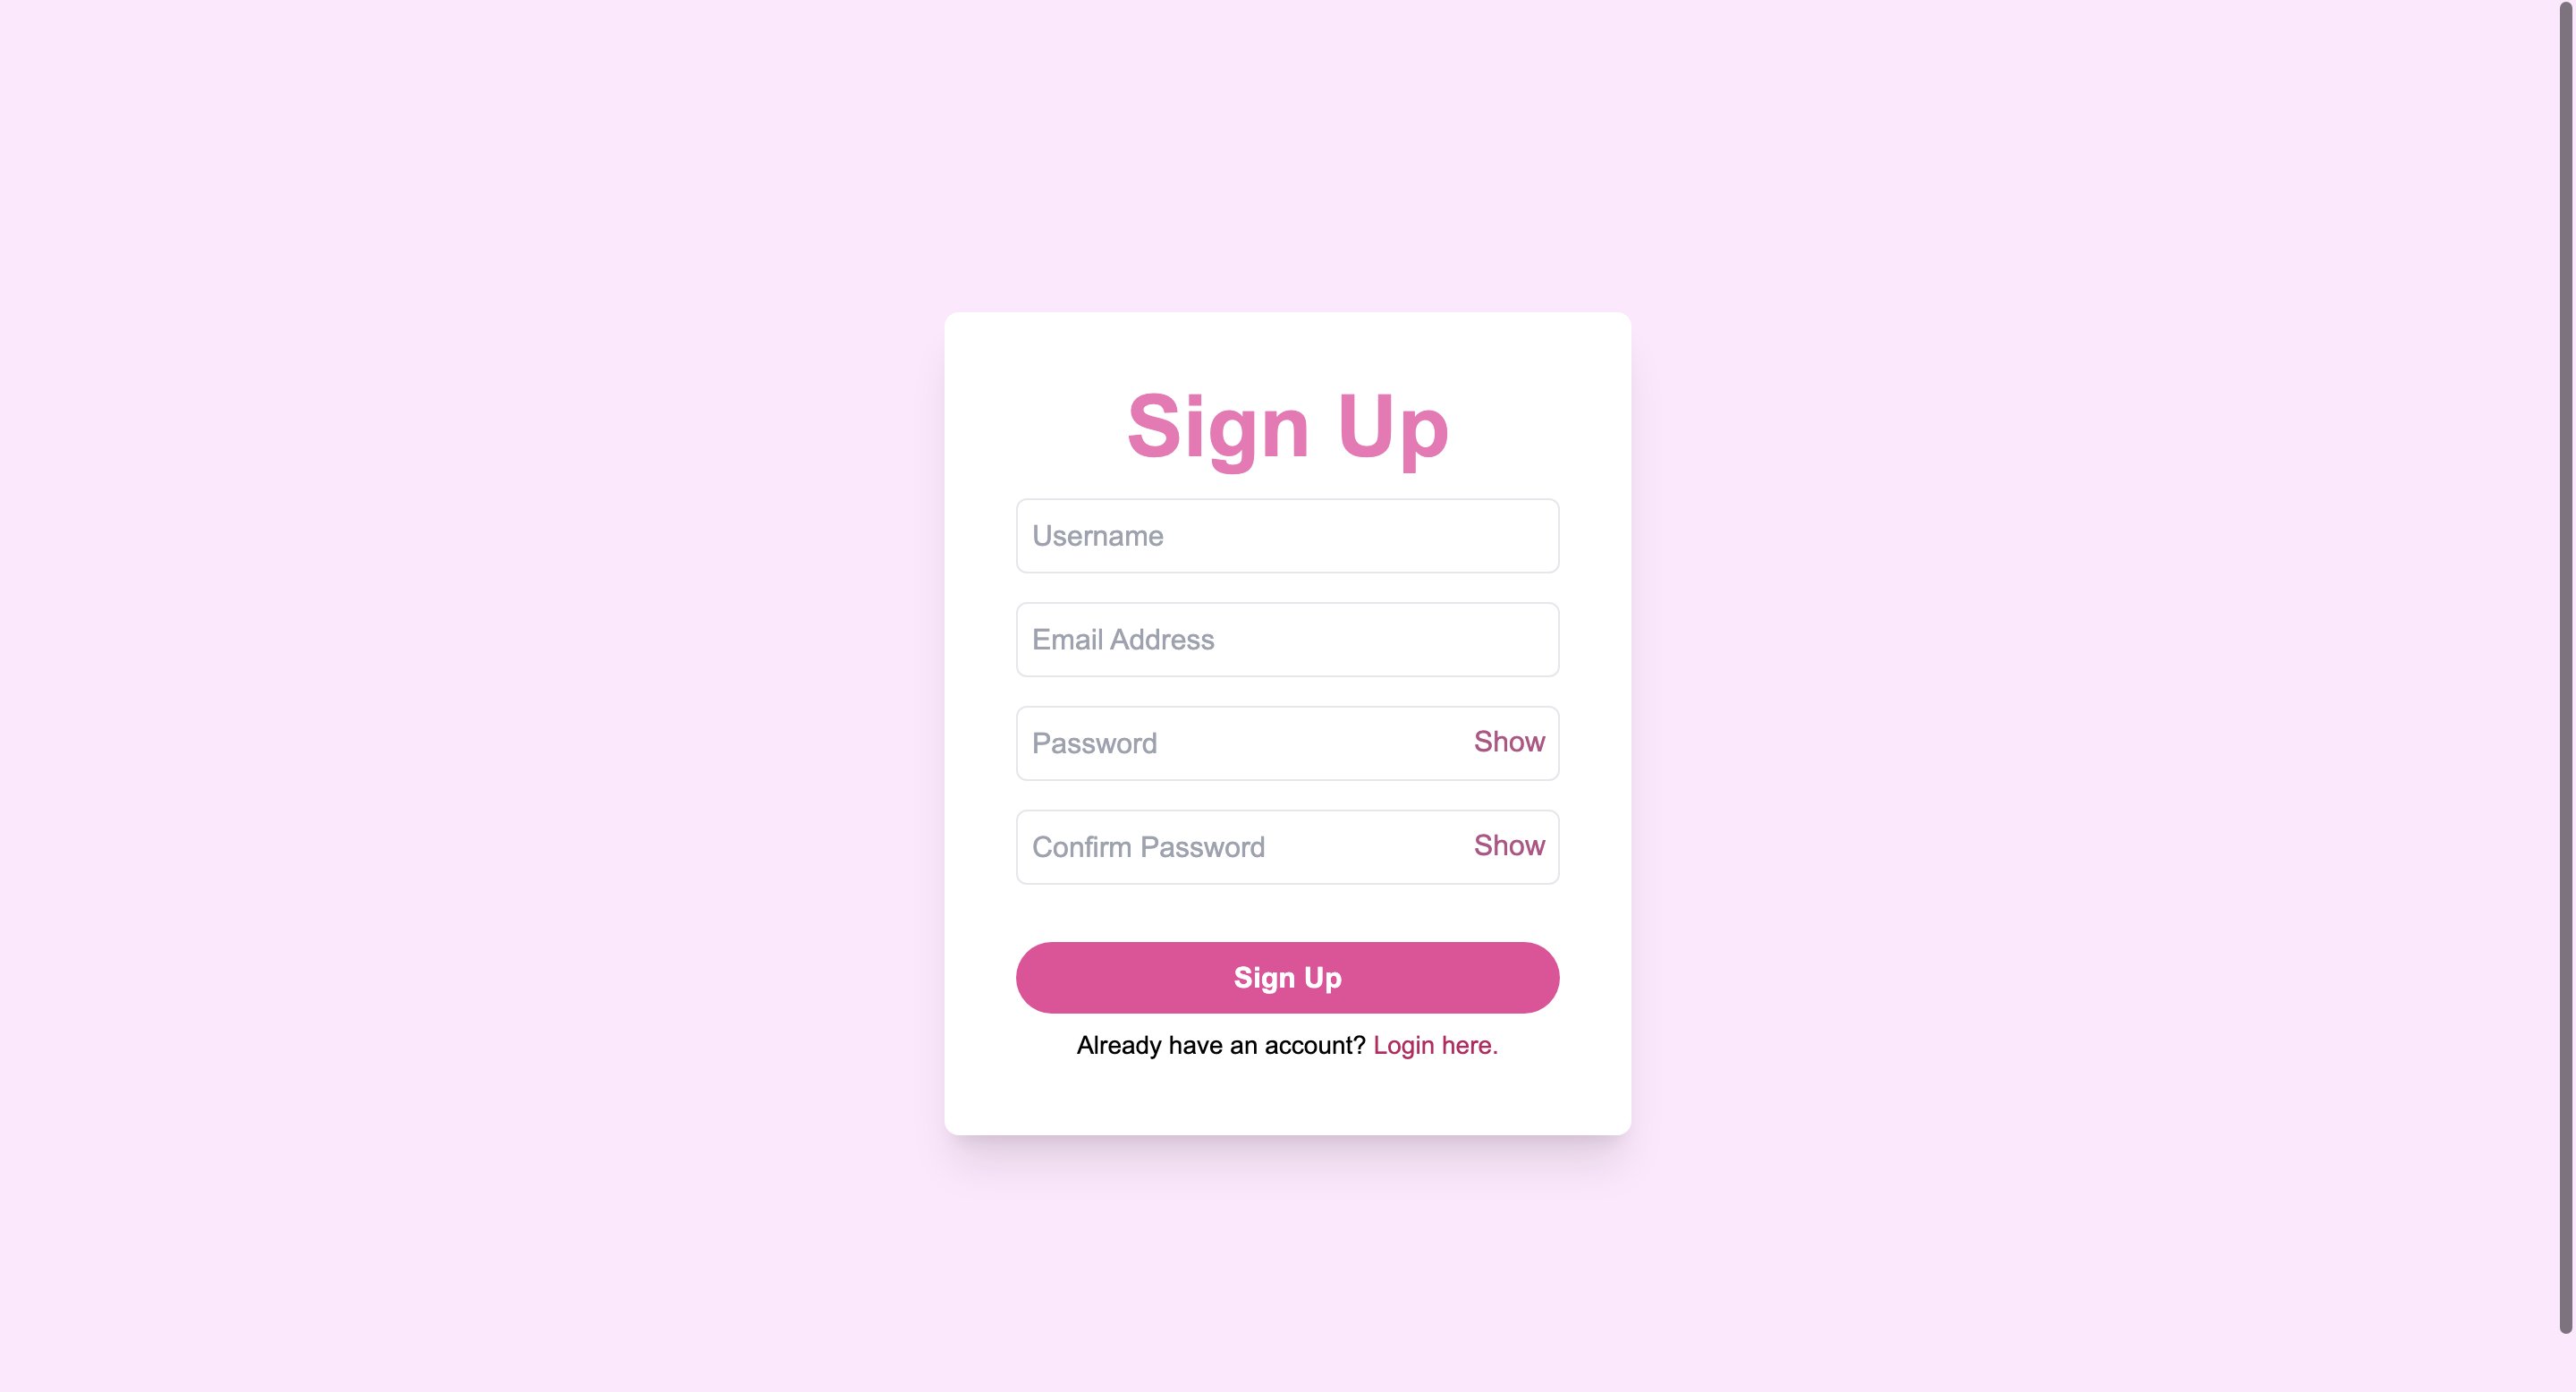 Sign Up
Username
Email Address
Password Show
Confirm Password Show
Sign Up
Already have an account? Login here.